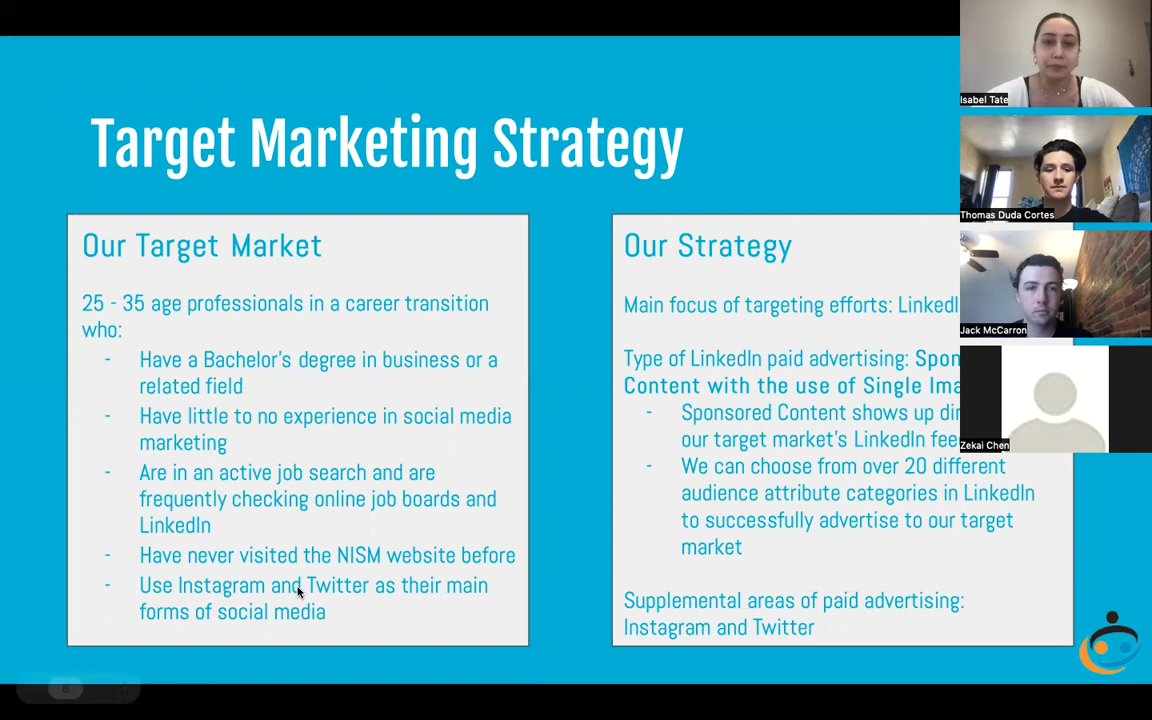 Target Marketing Strategy
Our Target Market
25 - 35 age professionals in a career transition
who:
- Have a Bachelor's degree in business or a
related field
- Have little to no experience in social media
marketing
- Are in an active job search and are
frequently checking online job boards and
LinkedIn
- Have never visited the NISM website before
- Use Instagram and Twitter as their main
forms of social media
Our Strategy
Main focus of targeting efforts:
Type of LinkedIn paid advertising:
Content with the use of Single
- Sponsored Content shows up
our target market's LinkedIn
- We can choose from over 20 different
audience attribute categories in LinkedIn
to successfully advertise to our target
market
Supplemental areas of paid advertising:
Instagram and Twitter
8
Isabel Tate
Thomas Duda Cortes
Jack McCarron
Zekai Chen